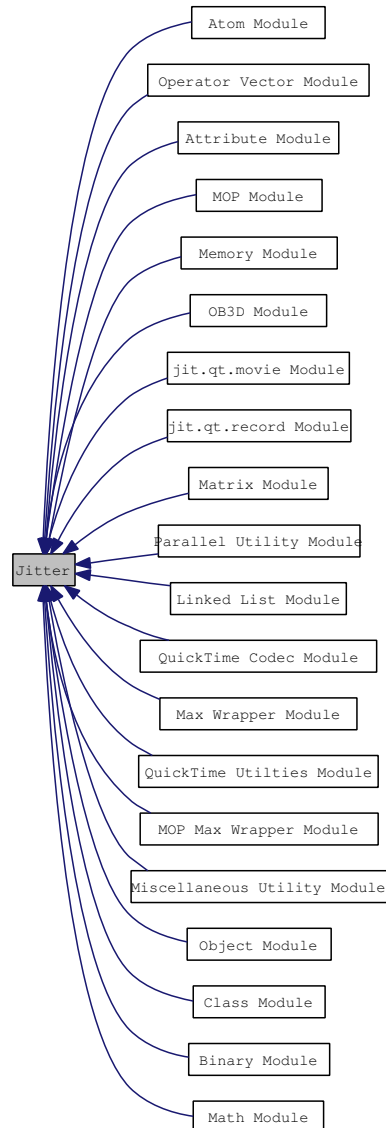 Atom Module
Operator Vector Module
Attribute Module
MOP Module
Memory Module
OB3D Module
jit.qt.movie Module
jit.qt.record Module
Matrix Module
Parallel Utility Module
Jitter
Linked List Module
QuickTime Codec Module
Max Wrapper Module
QuickTime Utilties Module
MOP Max Wrapper Module
Miscellaneous Utility Module
Object Module
Class Module
Binary Module
Math Module